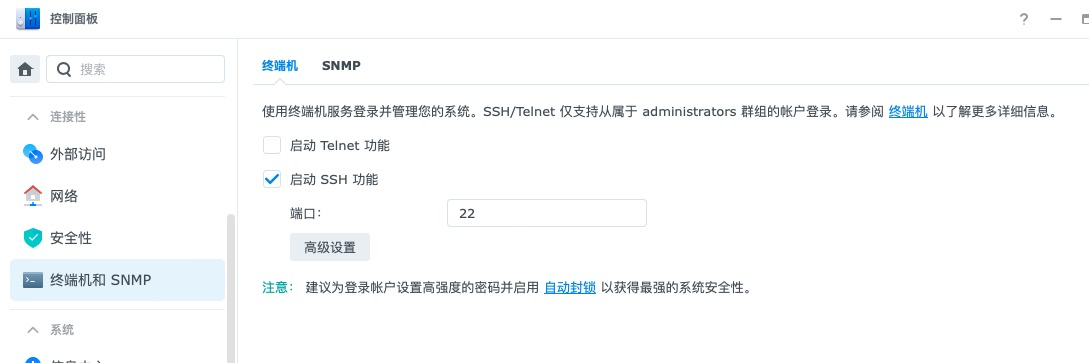 控制面板
搜索
连接性
外部访问
网络
安全性
终端机和 SNMP
系统
终端机 SNMP
使用终端机服务登录并管理您的系统。SSH/Telnet 仅支持从属于 administrators 群组的帐户登录。请参阅 终端机 以了解更多详细信息。
启动 Telnet 功能
启动 SSH 功能
端口: 22
高级设置
注意: 建议为登录帐户设置高强度的密码并启用 自动封锁 以获得最强的系统安全性。